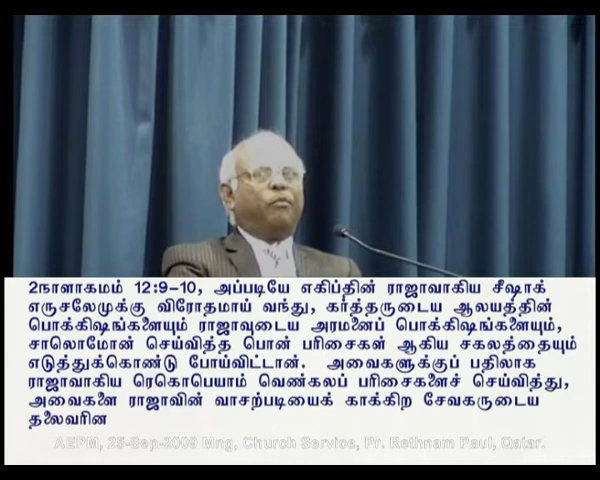 2நாளாகமம் 12:9-10, அப்படியே எகிப்தின் ராஜாவாகிய சீஷாக்
எருசலேமுக்கு விரோதமாய் வந்து, கர்த்தருடைய ஆலயத்தின்
பொக்கிஷங்களையும் ராஜாவுடைய அரமனைப் பொக்கிஷங்களையும்,
சாலொமோன் செய்வித்த பொன் பரிசைகள் ஆகிய சகலத்தையும்
எடுத்துக்கொண்டு போய்விட்டான். அவைகளுக்குப் பதிலாக
ராஜாவாகிய ரெகொபெயாம் வெண்கலப் பரிசைகளைச் செய்வித்து,
அவைகளை ராஜாவின் வாசற்படியைக் காக்கிற சேவகருடைய
தலைவரின
AEPM, 25-Sep-2009 Mng, Church Service, Pr. Rethnam Paul, Qatar.